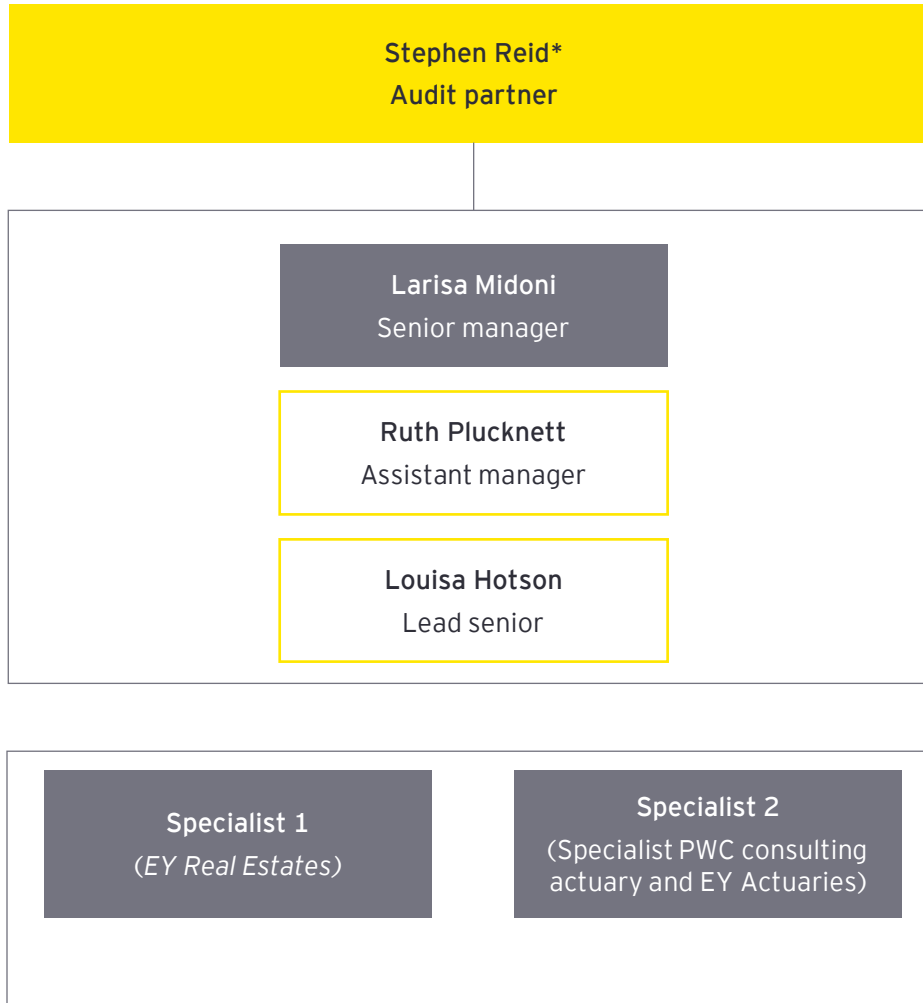 Stephen Reid*
Audit partner
Larisa Midoni
Senior manager
Ruth Plucknett
Assistant manager
Louisa Hotson
Lead senior
Specialist 1
(EY Real Estates)
Specialist 2
(Specialist PWC consulting
actuary and EY Actuaries)